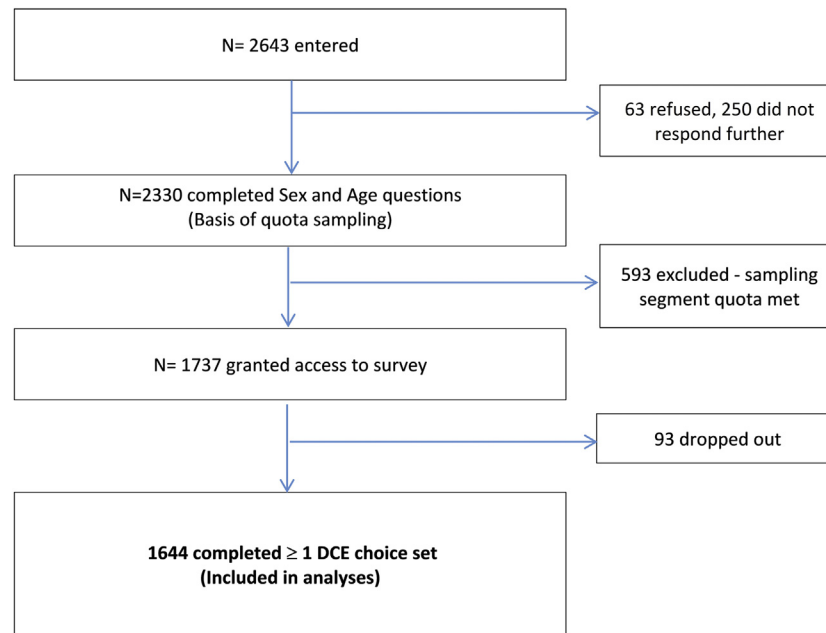 N= 2643 entered
63 refused, 250 did not
respond further
N=2330 completed Sex and Age questions
(Basis of quota sampling)
593 excluded - sampling
segment quota met
N= 1737 granted access to survey
93 dropped out
1644 completed ≥ 1 DCE choice set
(Included in analyses)